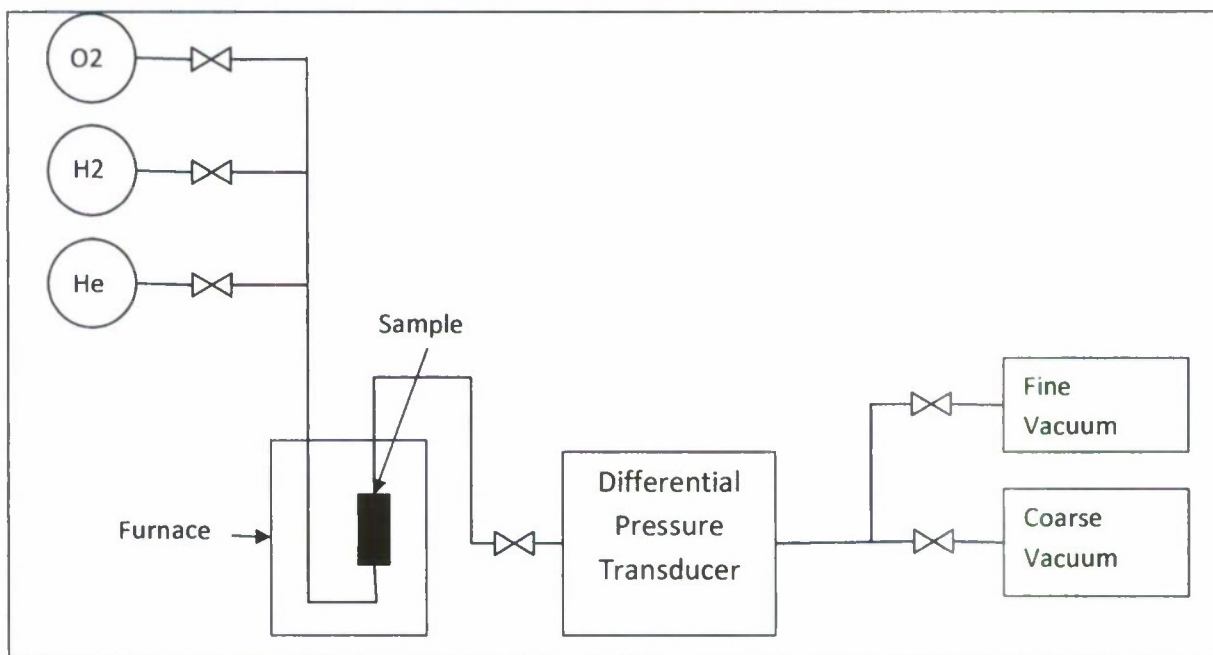 O2
H2
He
Sample
Furnace
Differential
Pressure
Transducer
Fine
Vacuum
Coarse
Vacuum